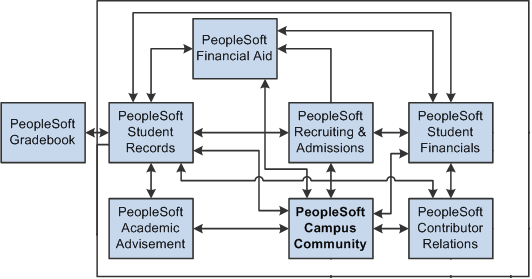 PeopleSoft
Financial Aid
PeopleSoft
Gradebook
PeopleSoft
Student
Records
PeopleSoft
Recruiting &
Admissions
PeopleSoft
Student
Financials
PeopleSoft
Academic
Advisement
PeopleSoft
Campus
Community
PeopleSoft
Contributor
Relations